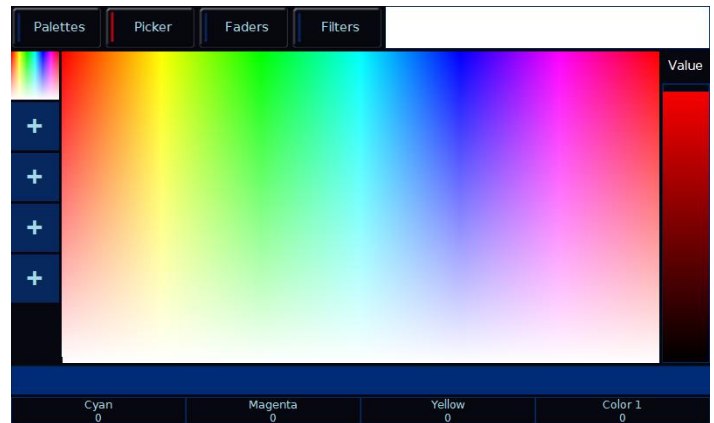 Palettes Picker Faders Filters
Value
+
+
+
+
Cyan Magenta Yellow Color 1
0 0 0 0